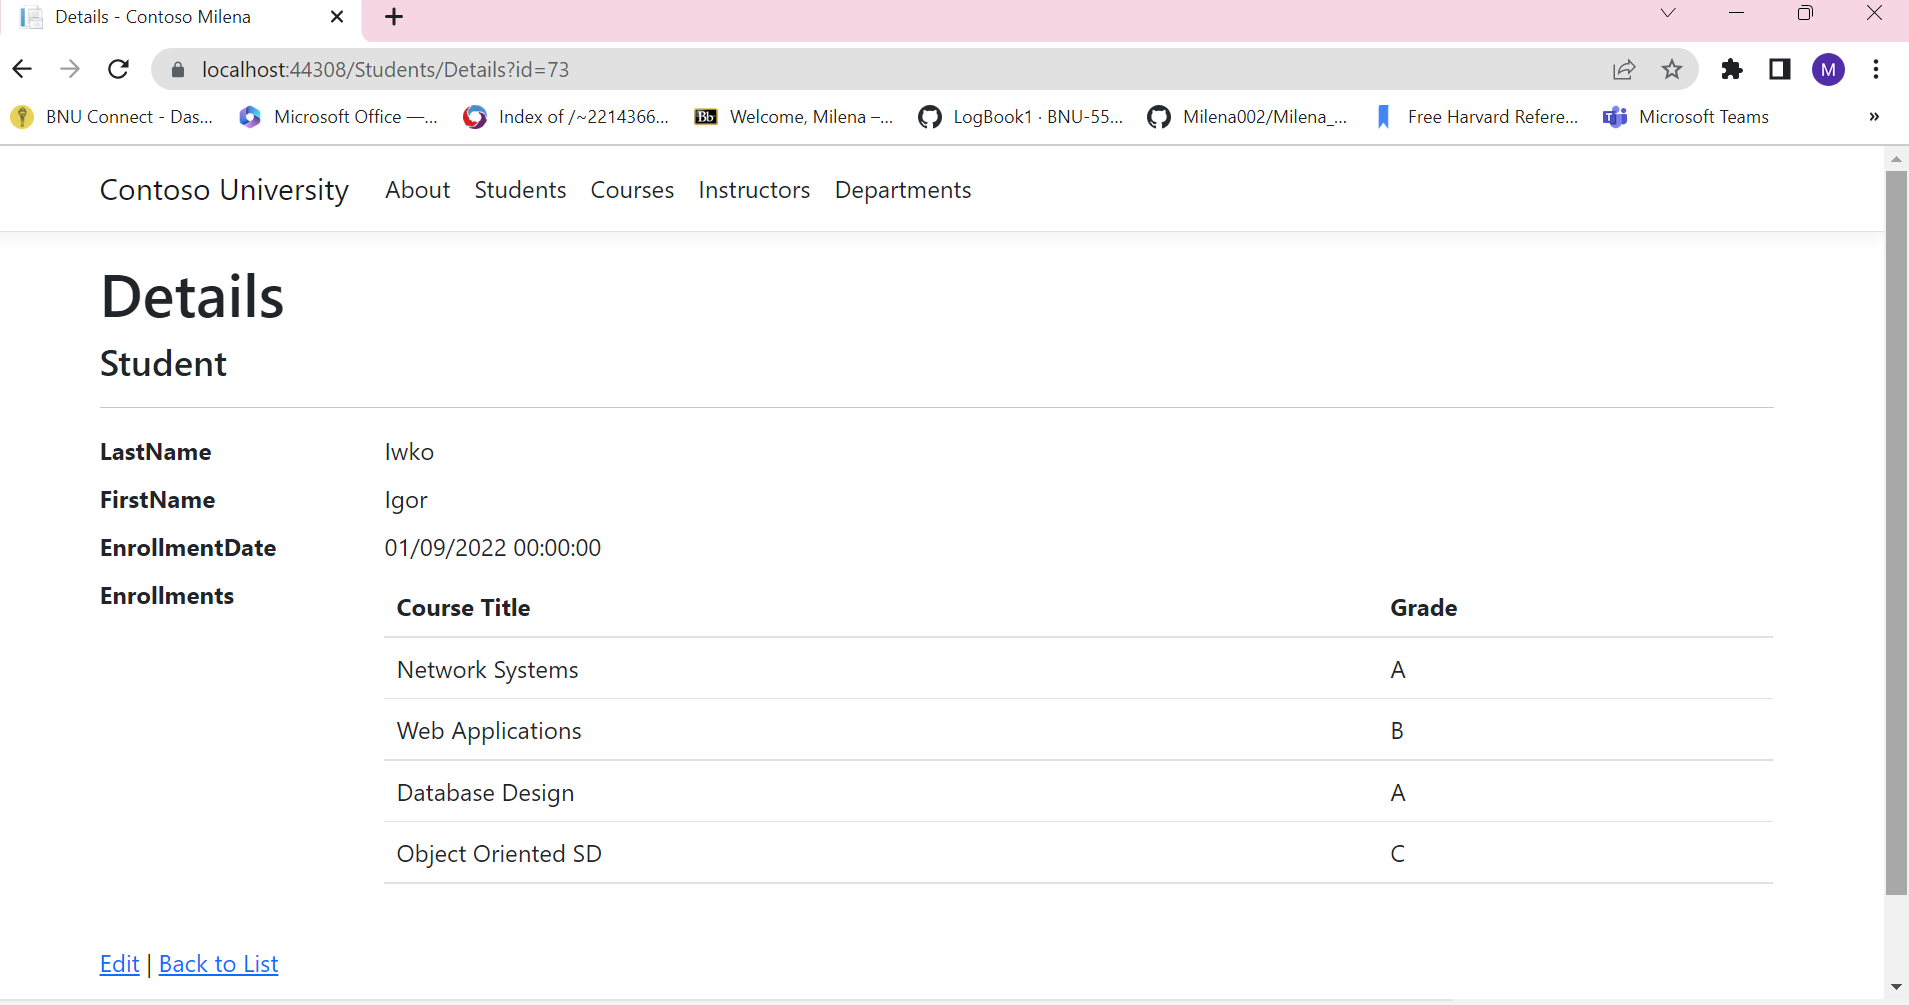 Details - Contoso Milena
localhost:44308/Students/Details?id=73
M
BNU Connect - Das... Microsoft Office —... Index of /~2214366... Bb Welcome, Milena –... LogBook1 · BNU-55... Milena002/Milena_... Free Harvard Refere... Microsoft Teams »
Contoso University About Students Courses Instructors Departments
Details
Student
LastName Iwko
FirstName Igor
EnrollmentDate 01/09/2022 00:00:00
Enrollments
Course Title Grade
Network Systems A
Web Applications B
Database Design A
Object Oriented SD C
Edit | Back to List